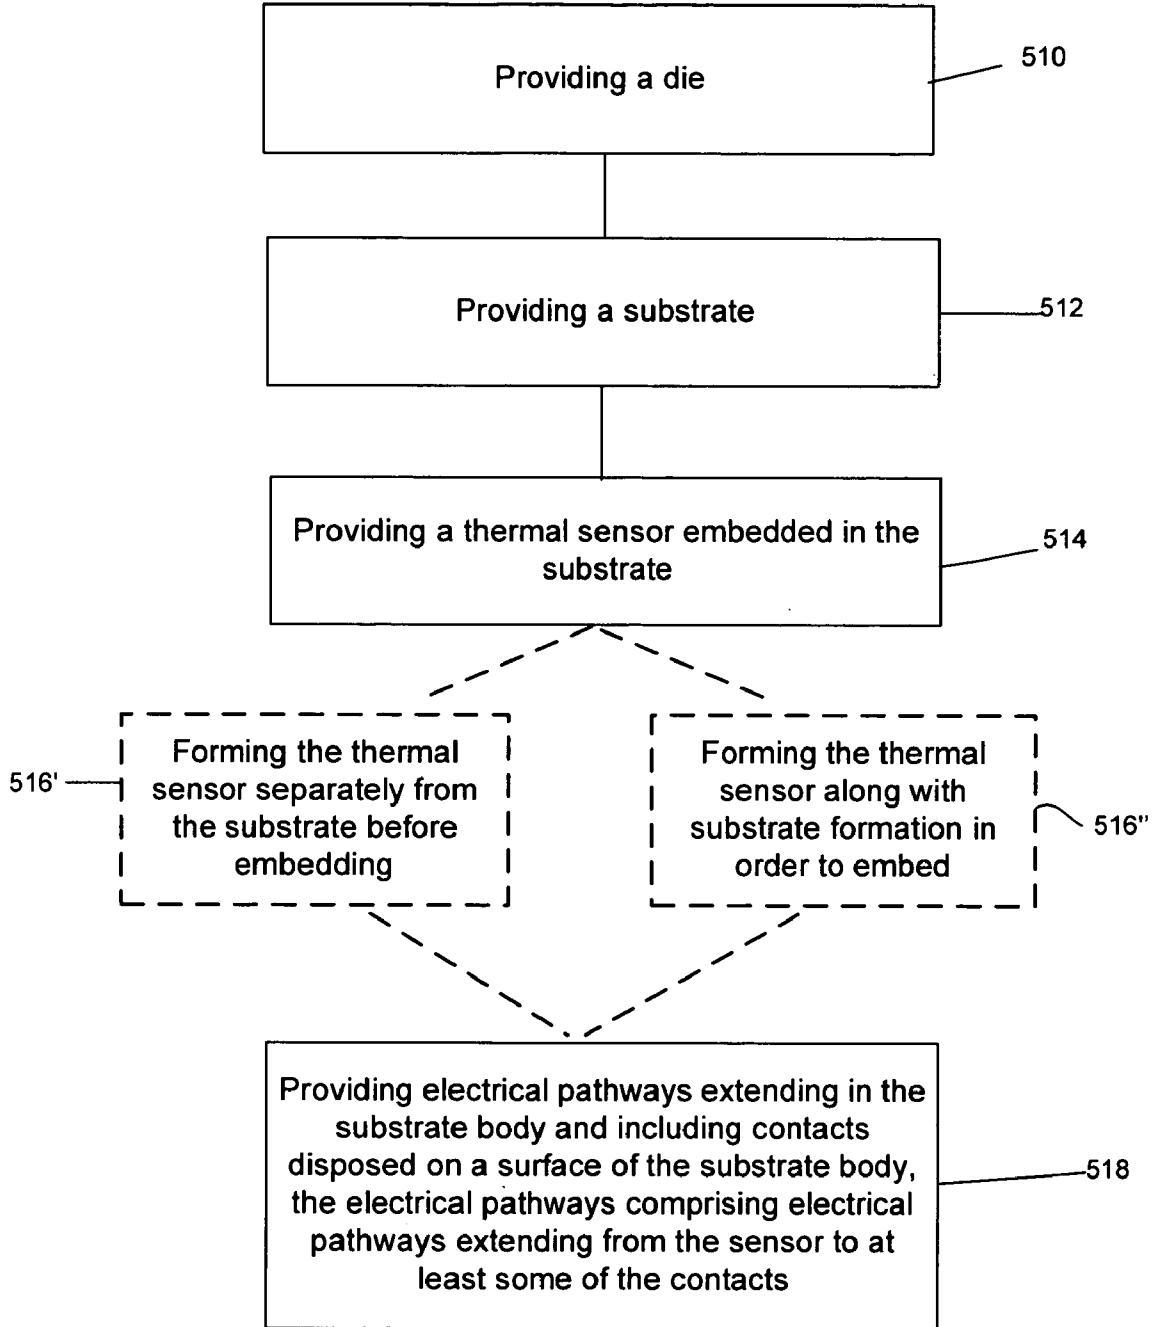 Providing a die
510
Providing a substrate
512
Providing a thermal sensor embedded in the
substrate
514
516'
Forming the thermal
sensor separately from
the substrate before
embedding
Forming the thermal
sensor along with
substrate formation in
order to embed
516"
Providing electrical pathways extending in the
substrate body and including contacts
disposed on a surface of the substrate body,
the electrical pathways comprising electrical
pathways extending from the sensor to at
least some of the contacts
518